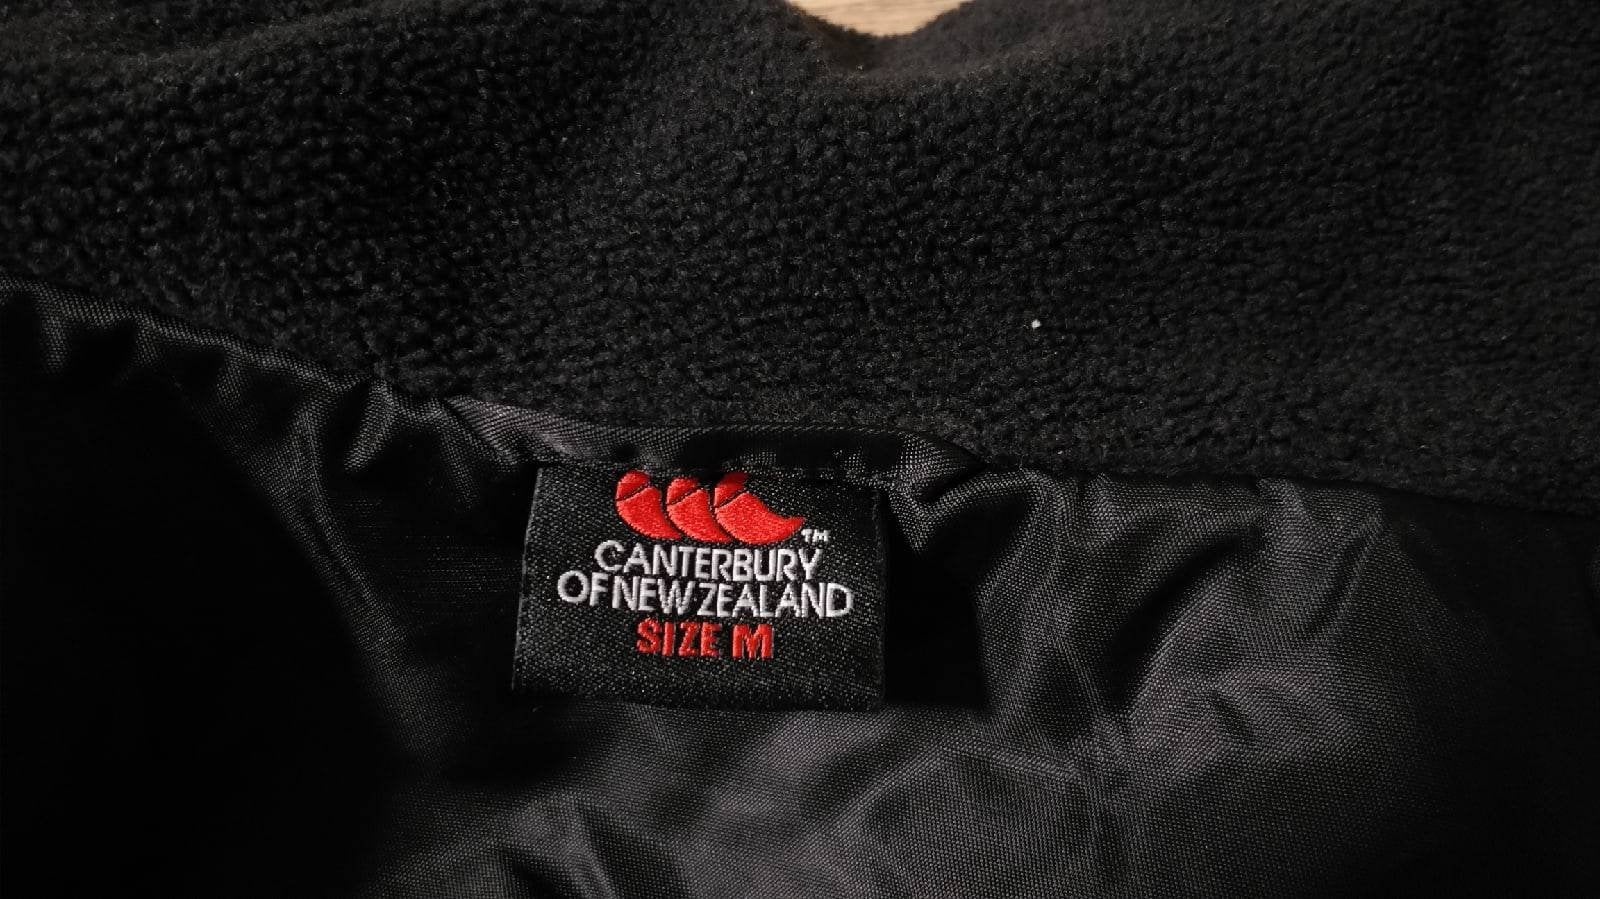 ™
CANTERBURY
OF NEW ZEALAND
SIZE M